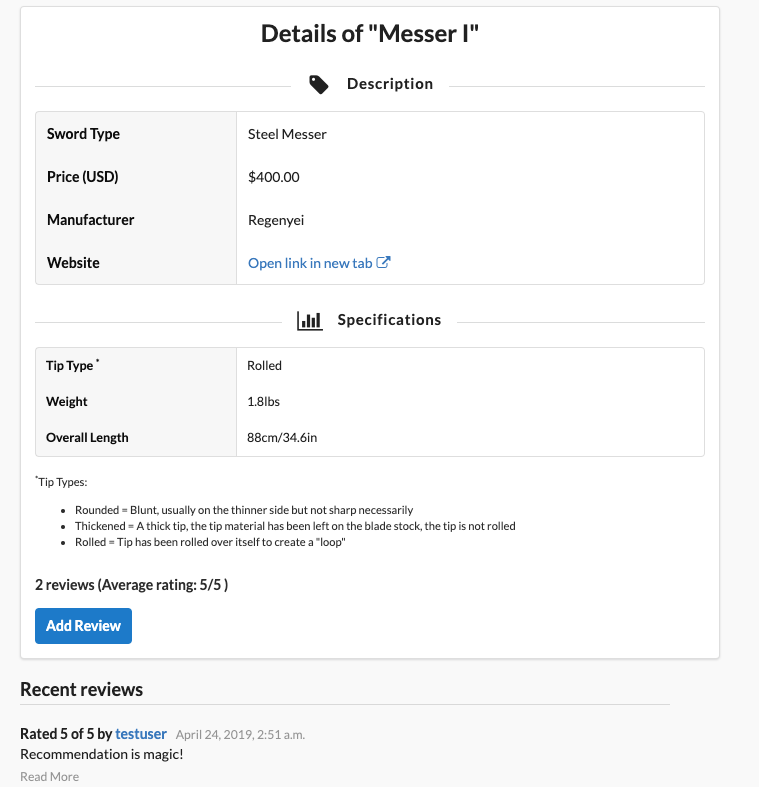 Details of "Messer I"
Description
Sword Type Steel Messer
Price (USD) $400.00
Manufacturer Regenyei
Website Open link in new tab
Specifications
Tip Type * Rolled
Weight 1.8lbs
Overall Length 88cm/34.6in
*Tip Types:
• Rounded = Blunt, usually on the thinner side but not sharp necessarily
• Thickened = A thick tip, the tip material has been left on the blade stock, the tip is not rolled
• Rolled = Tip has been rolled over itself to create a "loop"
2 reviews (Average rating: 5/5 )
Add Review
Recent reviews
Rated 5 of 5 by testuser April 24, 2019, 2:51 a.m.
Recommendation is magic!
Read More